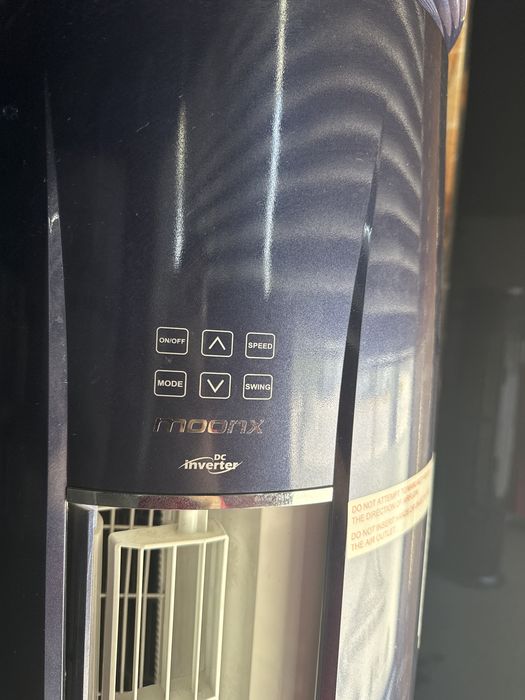 ON/OFF ∧ SPEED
MODE ∨ SWING
moonx
DC
inverter
DO NOT ATTEMPT
THE DIRECTION OF
DO NOT INSERT
THE AIR OUTLET